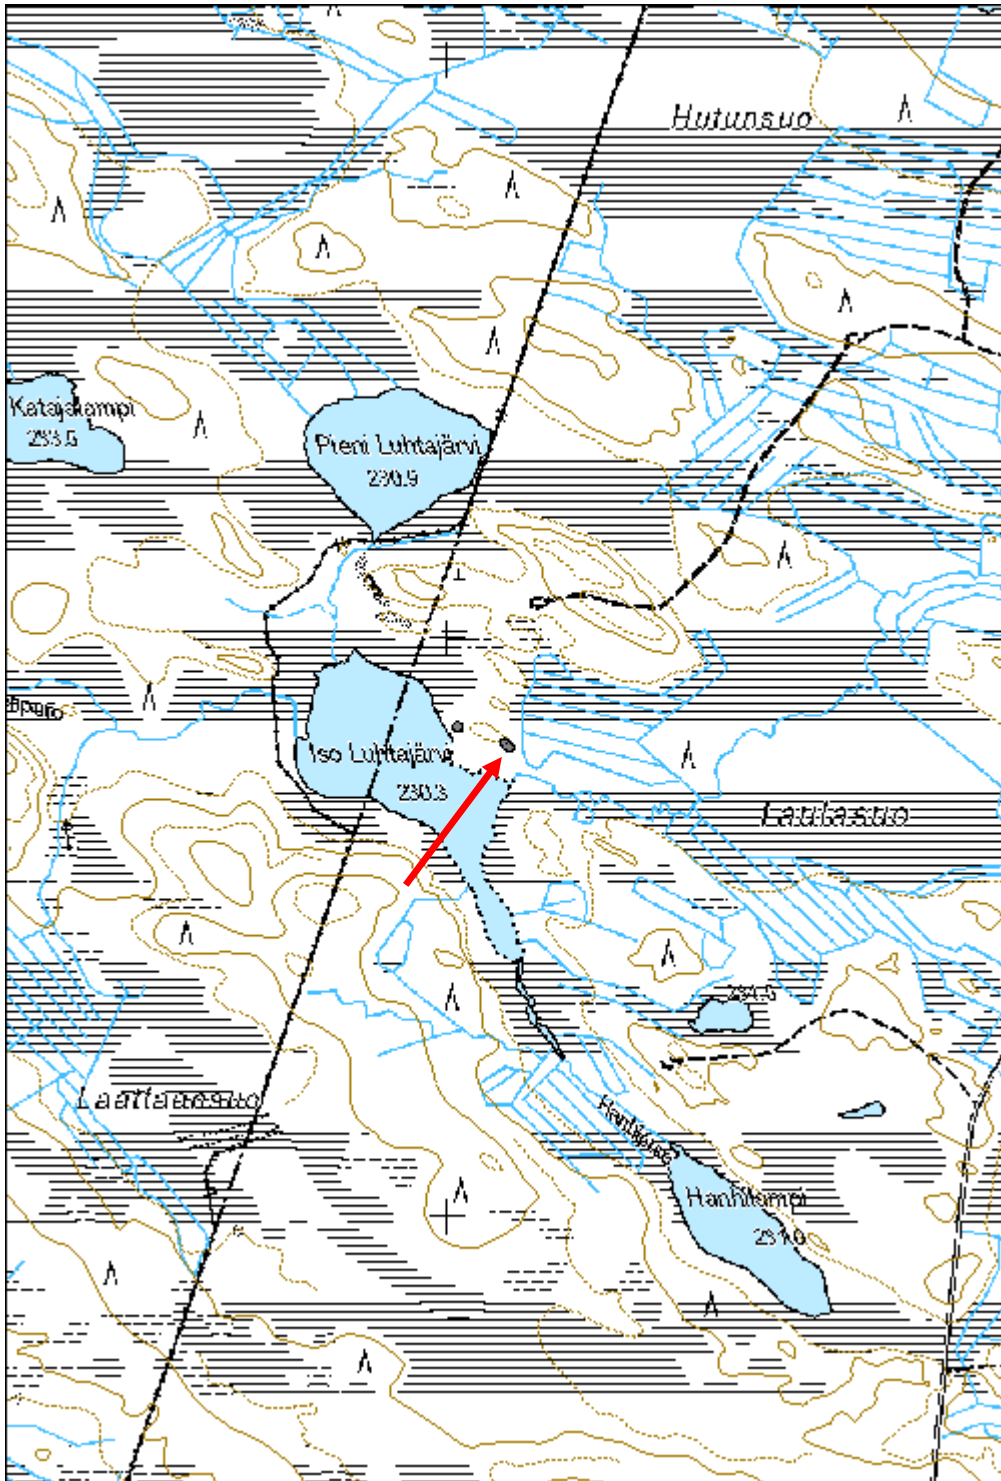 Hutunsuo
Katajalampi
233.6
Pieni Luhtajärvi
230.9
Iso Luhtajärvi
230.3
Laulasuo
Hanhilampi
231.0